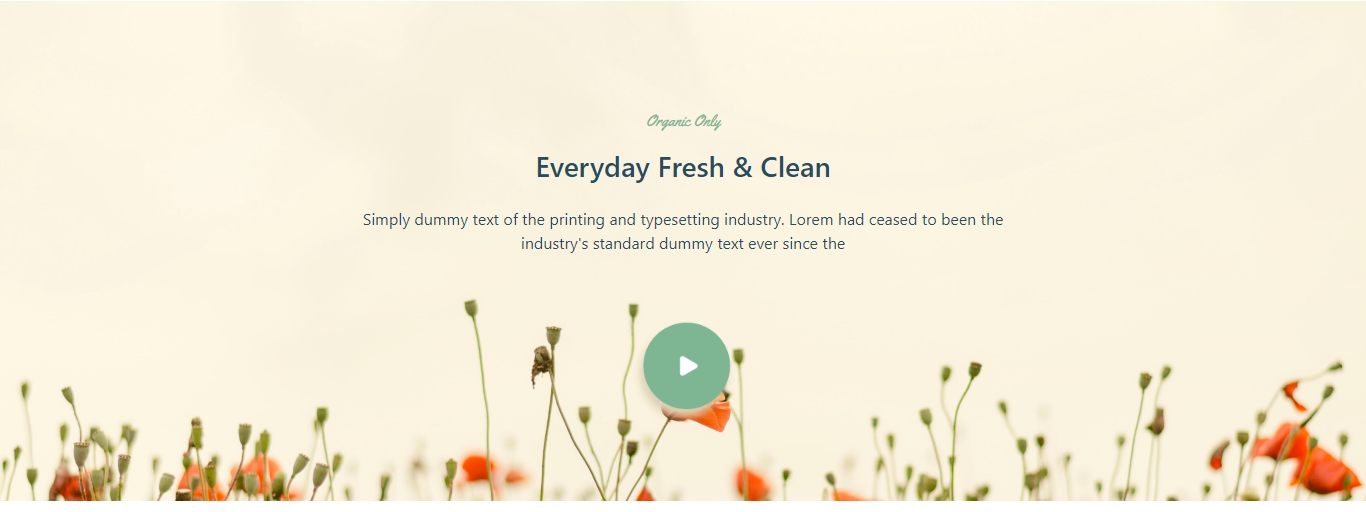 Organic Only
Everyday Fresh & Clean
Simply dummy text of the printing and typesetting industry. Lorem had ceased to been the
industry's standard dummy text ever since the